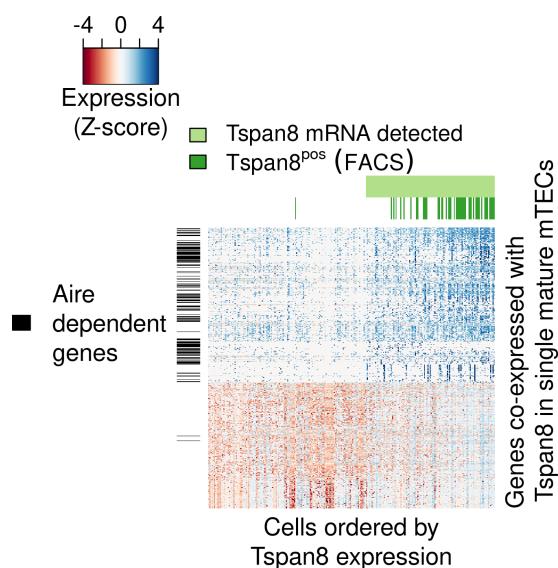 -4 0 4
Expression
(Z-score)
Tspan8 mRNA detected
Tspan8pos (FACS)
Aire
dependent
genes
Genes co-expressed with
Tspan8 in single mature mTECs
Cells ordered by
Tspan8 expression